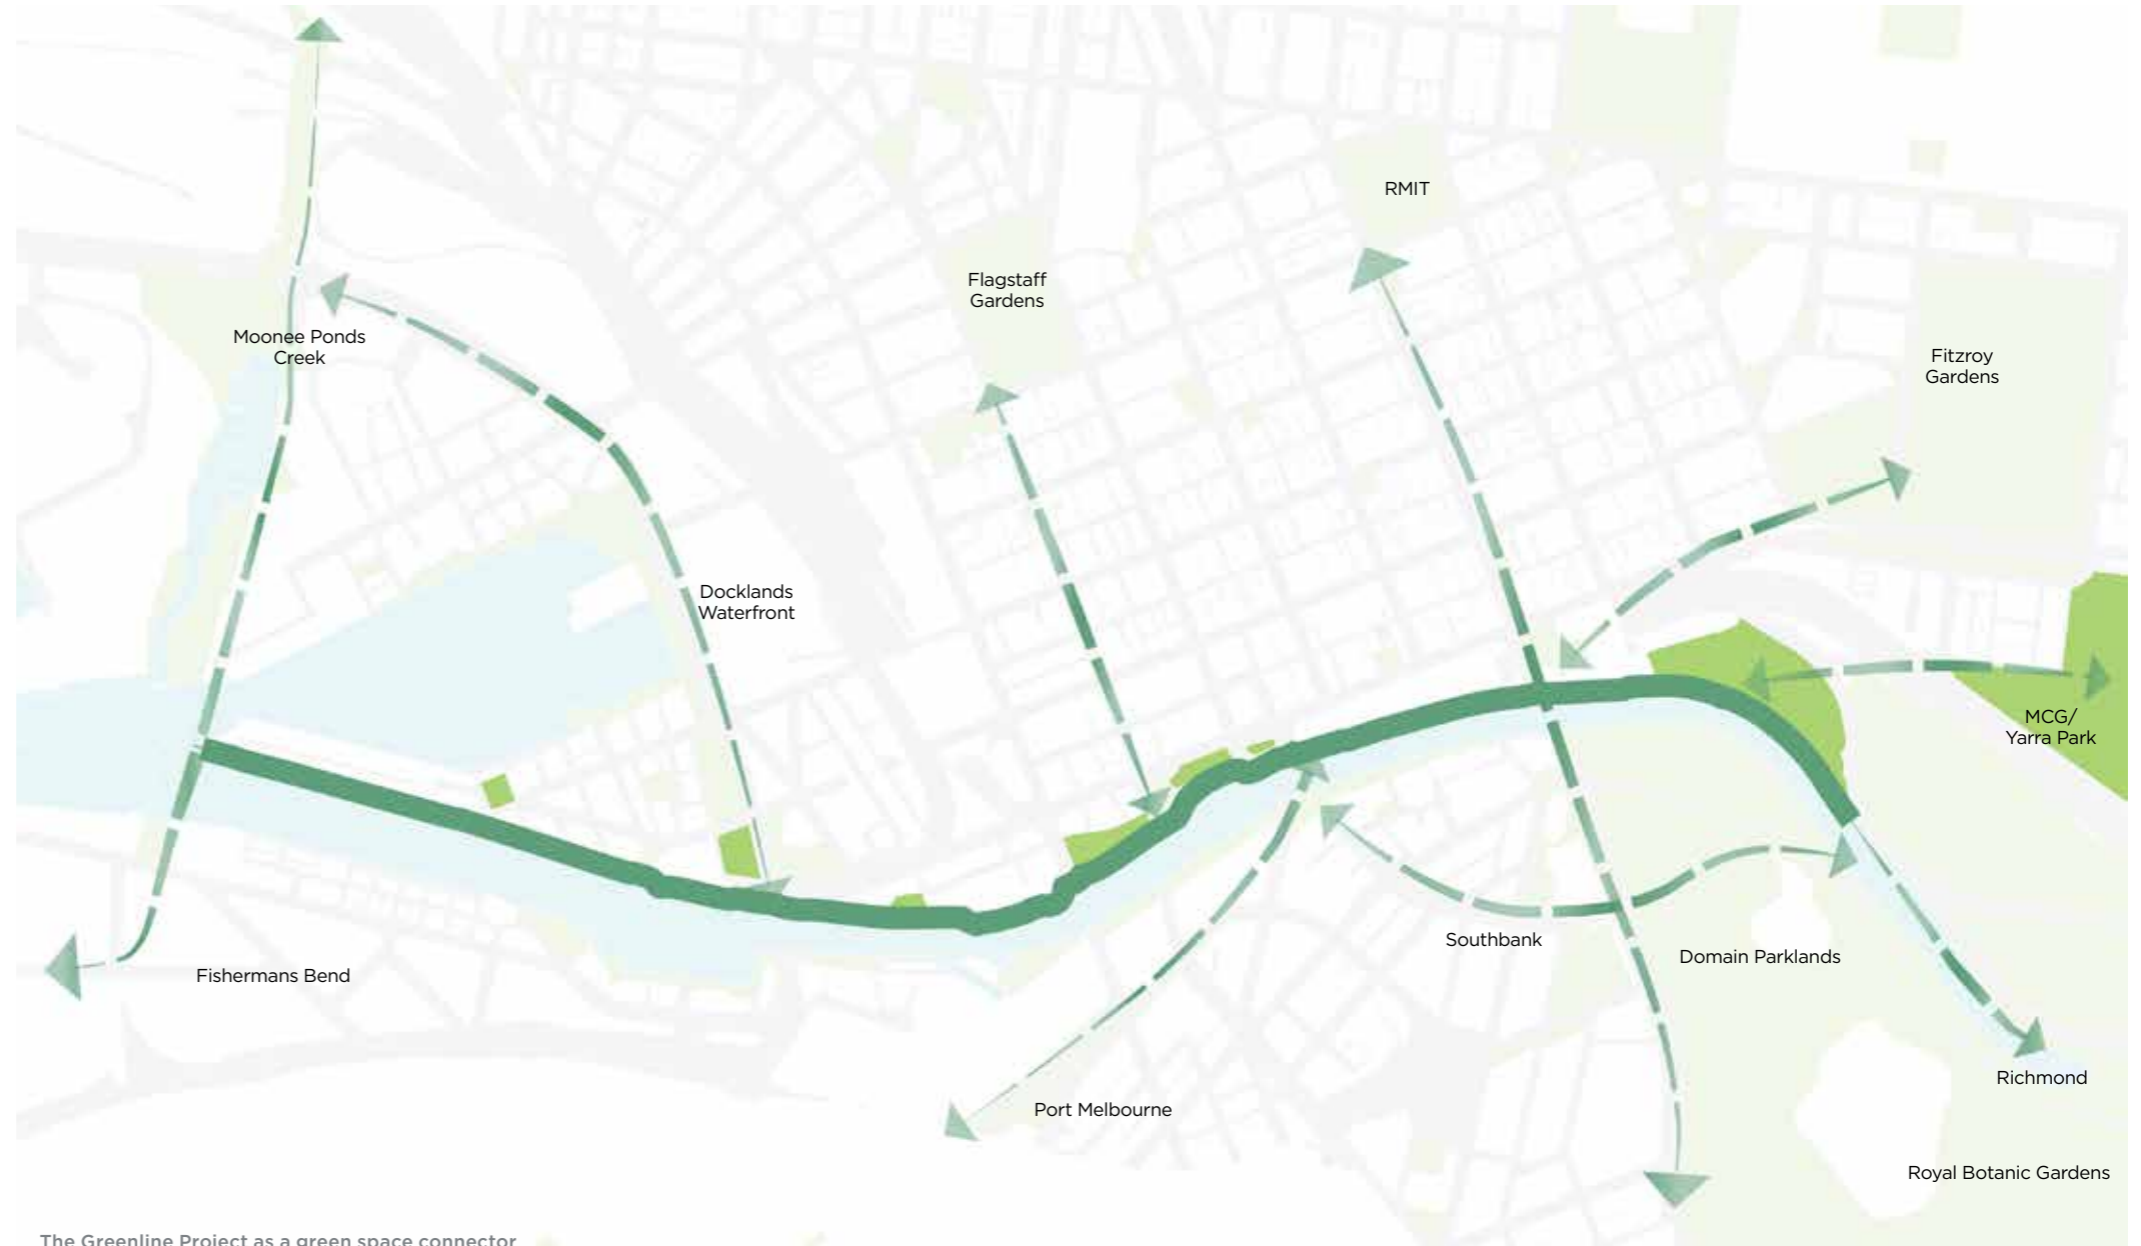 RMIT
Flagstaff
Gardens
Moonee Ponds
Creek
Fitzroy
Gardens
Docklands
Waterfront
MCG/
Yarra Park
Southbank
Domain Parklands
Fishermans Bend
Richmond
Port Melbourne
Royal Botanic Gardens
The Greenline Project as a green space connector